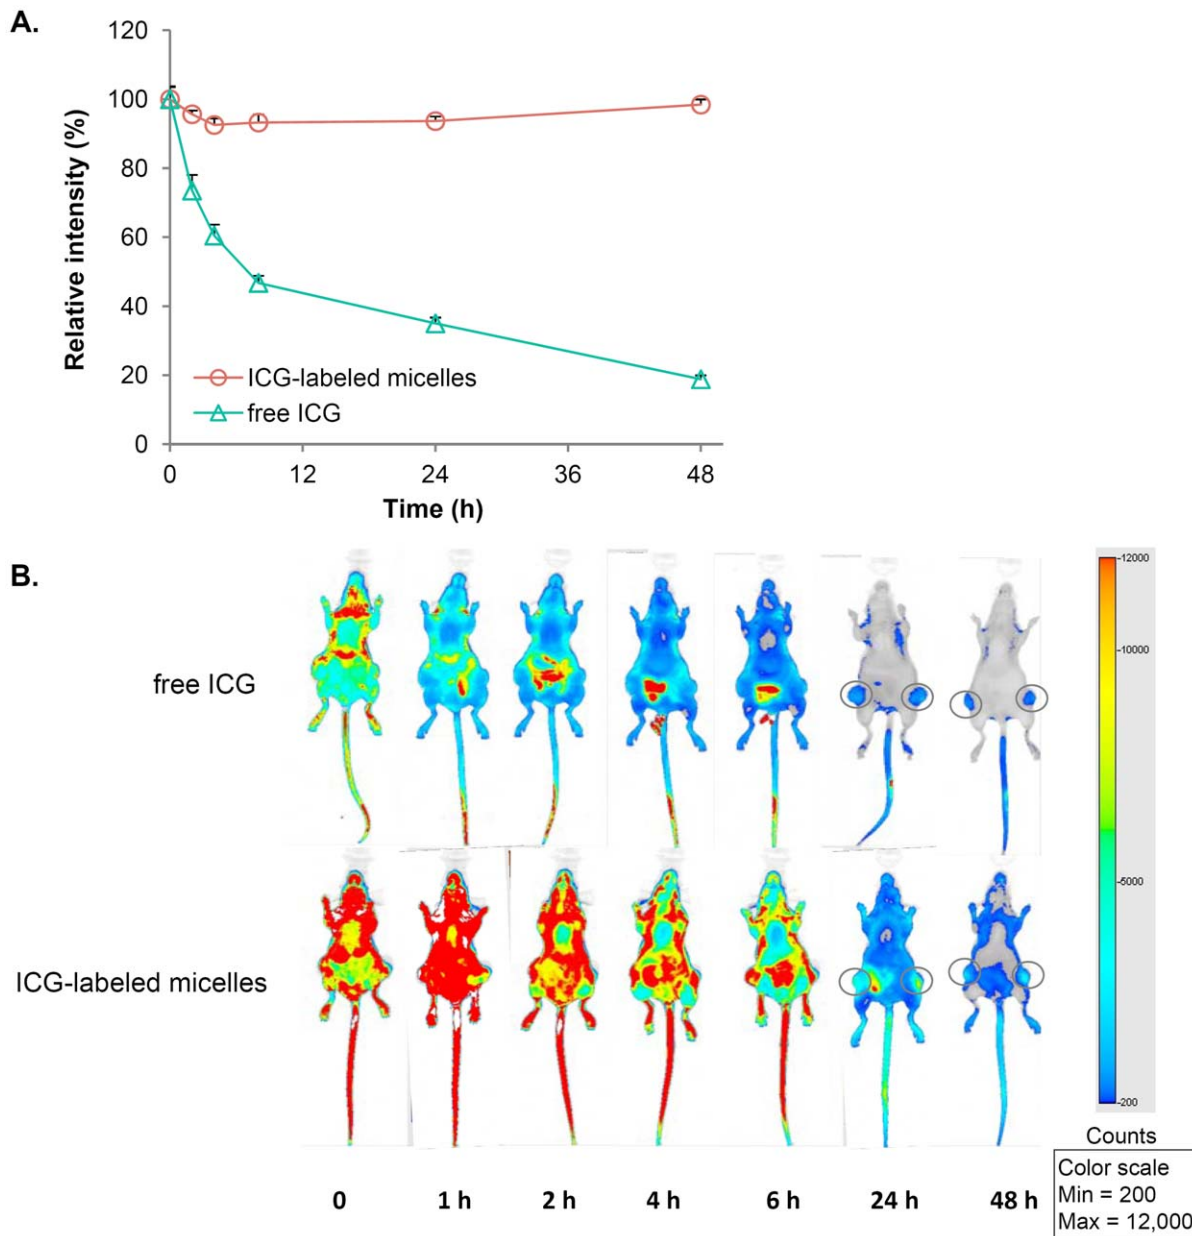 A.
120
100
80
60
40
20
0
Relative intensity (%)
ICG-labeled micelles
free ICG
0 12 24 36 48
Time (h)
B.
free ICG
ICG-labeled micelles
0 1 h 2 h 4 h 6 h 24 h 48 h
12000
10000
5000
200
Counts
Color scale
Min = 200
Max = 12,000